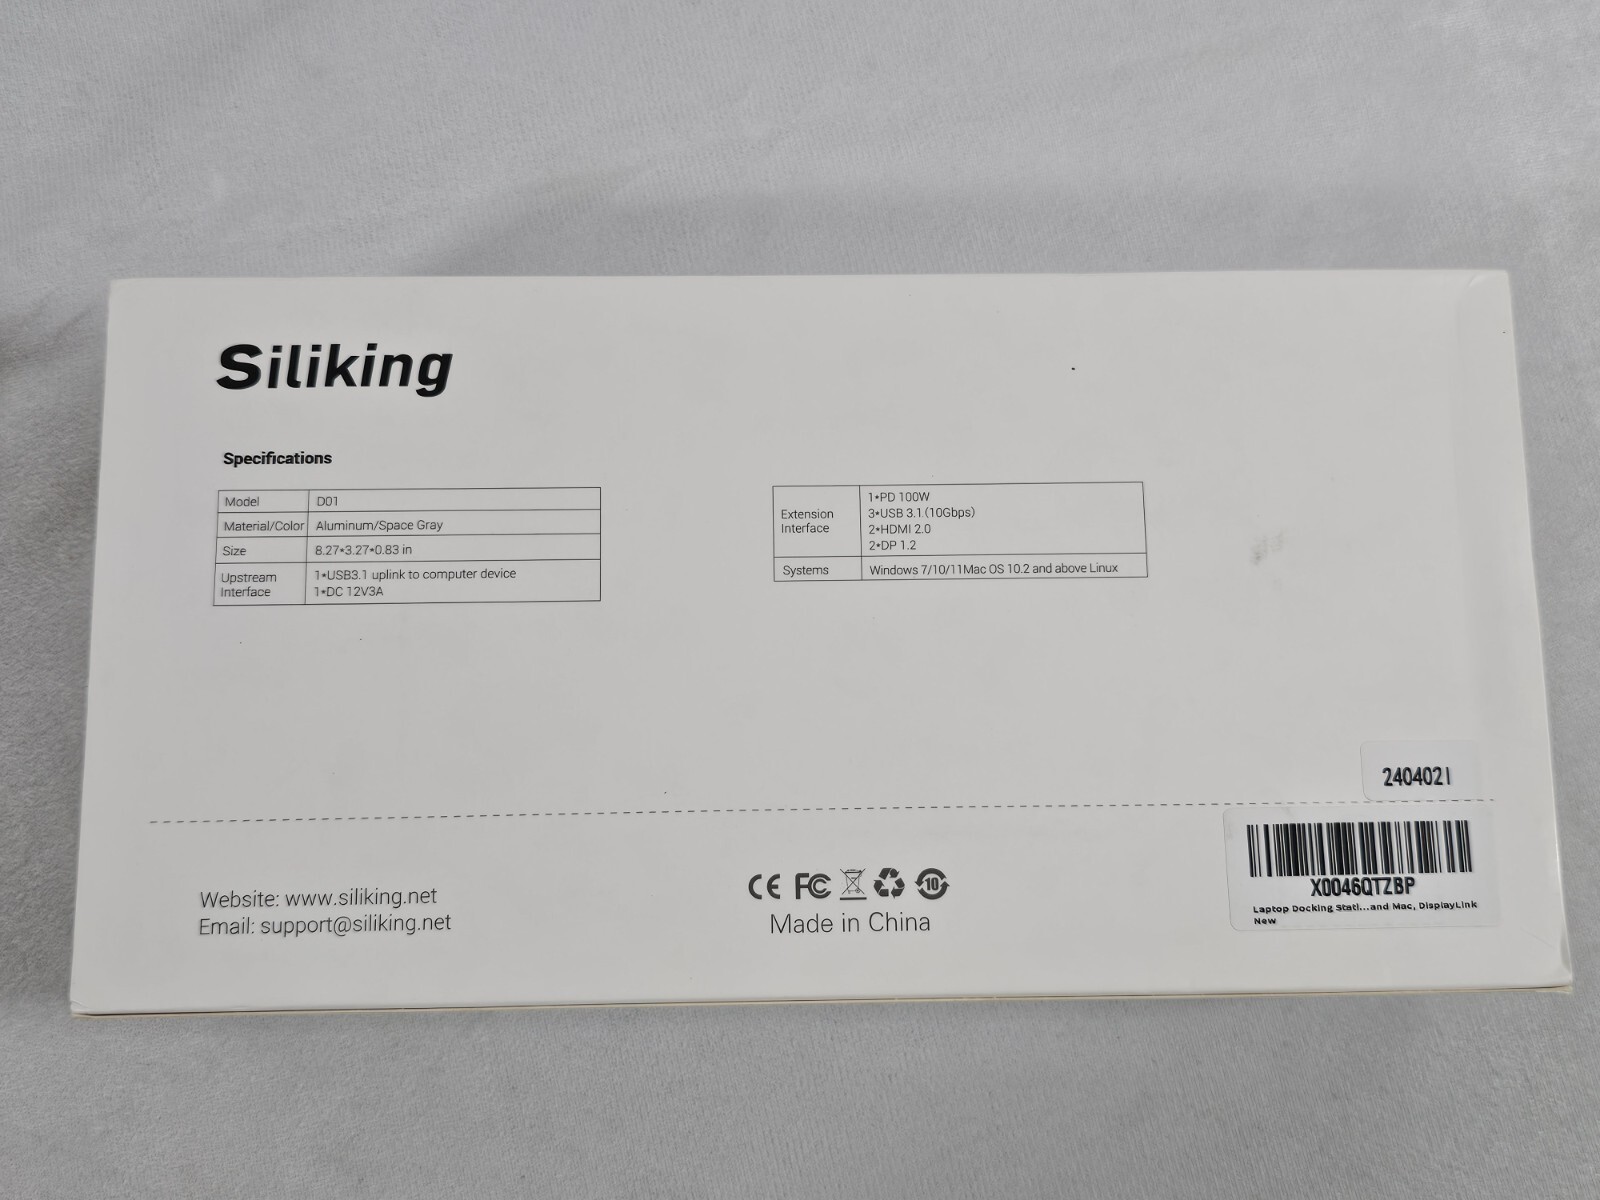 Siliking
Specifications
Model D01
Material/Color Aluminum/Space Gray
Size 8.27*3.27*0.83 in
Upstream Interface 1*USB3.1 uplink to computer device
1*DC 12V3A
Extension Interface 1*PD 100W
3*USB 3.1(10Gbps)
2*HDMI 2.0
2*DP 1.2
Systems Windows 7/10/11Mac OS 10.2 and above Linux
2404021
X0046QTZBP
Laptop Docking Stati...and Mac, DisplayLink
New
Website: www.siliking.net
Email: support@siliking.net
CE FC 10
Made in China